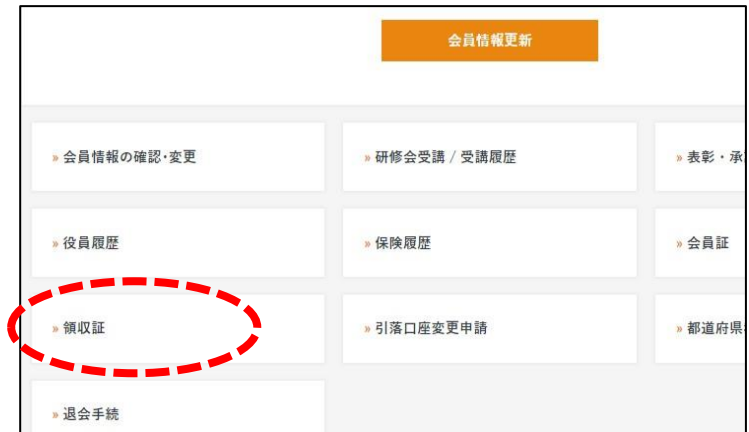 会員情報更新
» 会員情報の確認・変更
» 研修会受講 / 受講履歴
» 表彰・承
» 役員履歴
» 保険履歴
» 会員証
» 領収証
» 引落口座変更申請
» 都道府県
» 退会手続